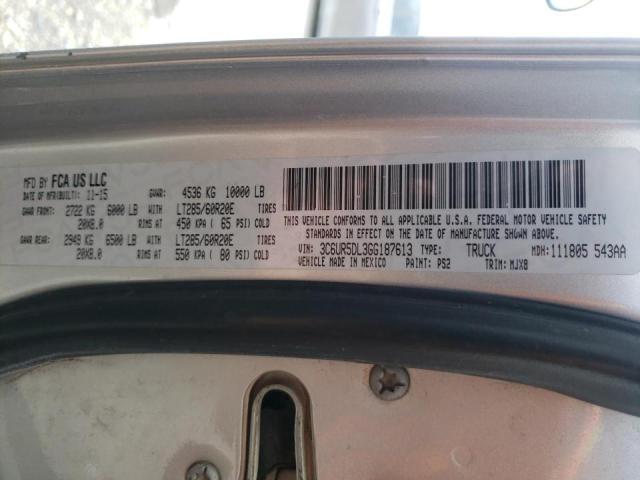 MFD BY FCA US LLC
DATE OF MFR(BUILT): 11-15 GVWR: 4536 KG 10000 LB
GAWR FRONT: 2722 KG 6000 LB WITH LT285/60R20E TIRES
20X8.0 RIMS AT 450 KPA ( 65 PSI) COLD
GAWR REAR: 2948 KG 6500 LB WITH LT285/60R20E TIRES
20X8.0 RIMS AT 550 KPA ( 80 PSI) COLD
THIS VEHICLE CONFORMS TO ALL APPLICABLE U.S.A. FEDERAL MOTOR VEHICLE SAFETY
STANDARDS IN EFFECT ON THE DATE OF MANUFACTURE SHOWN ABOVE.
VIN: 3C6UR5DL3GG187613 TYPE: TRUCK MDH: 111805 543AA
VEHICLE MADE IN MEXICO PAINT: PS2 TRIM: MJX8